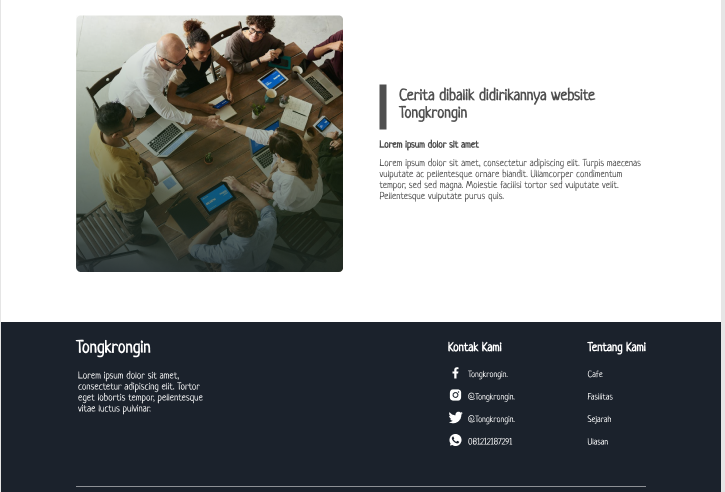 Cerita dibalik didirikannya website
Tongkrongin
Lorem ipsum dolor sit amet
Lorem ipsum dolor sit amet, consectetur adipiscing elit. Turpis maecenas
vulputate ac pellentesque ornare blandit. Ullamcorper condimentum
tempor, sed sed magna. Molestie facilisi tortor sed vulputate velit.
Pellentesque vulputate purus quis.
Tongkrongin
Lorem ipsum dolor sit amet,
consectetur adipiscing elit. Tortor
eget lobortis tempor, pellentesque
vitae luctus pulvinar.
Kontak Kami
Tongkrongin.
@Tongkrongin.
@Tongkrongin.
081212187291
Tentang Kami
Cafe
Fasilitas
Sejarah
Ulasan